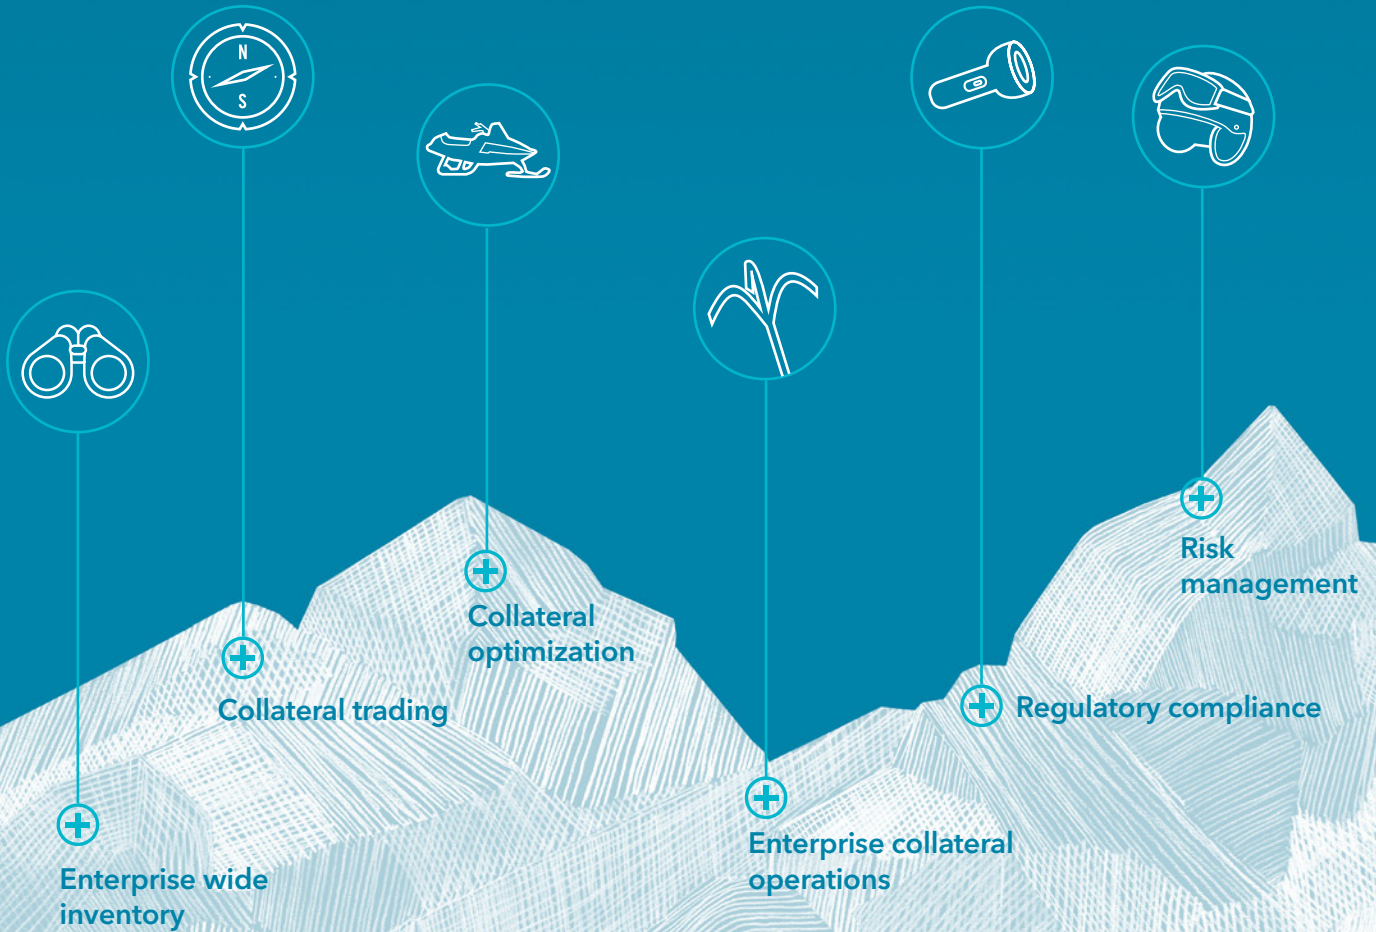 N
S
Risk
management
Collateral
optimization
Collateral trading
Regulatory compliance
Enterprise collateral
operations
Enterprise wide
inventory